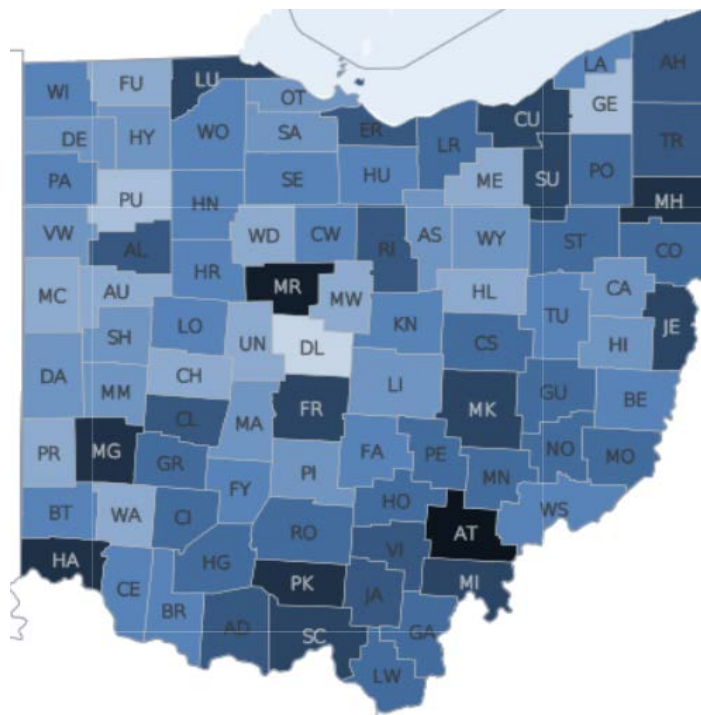 LA AH
WI FU LU OT GE
WO CU
DE HY SA ER LR TR
PA SE HU ME SU PO
PU HN MH
VW WD CW RI AS WY ST CO
AL
HR MR
MC AU MW HL CA
SH LO KN TU JE
UN DL CS HI
DA MM CH LI GU BE
CL MA FR MK
PR MG GR FA PE NO MO
FY PI MN
BT WA CI HO WS
RO AT
HA HG VI
CE PK MI
BR JA
AD SC GA
LW